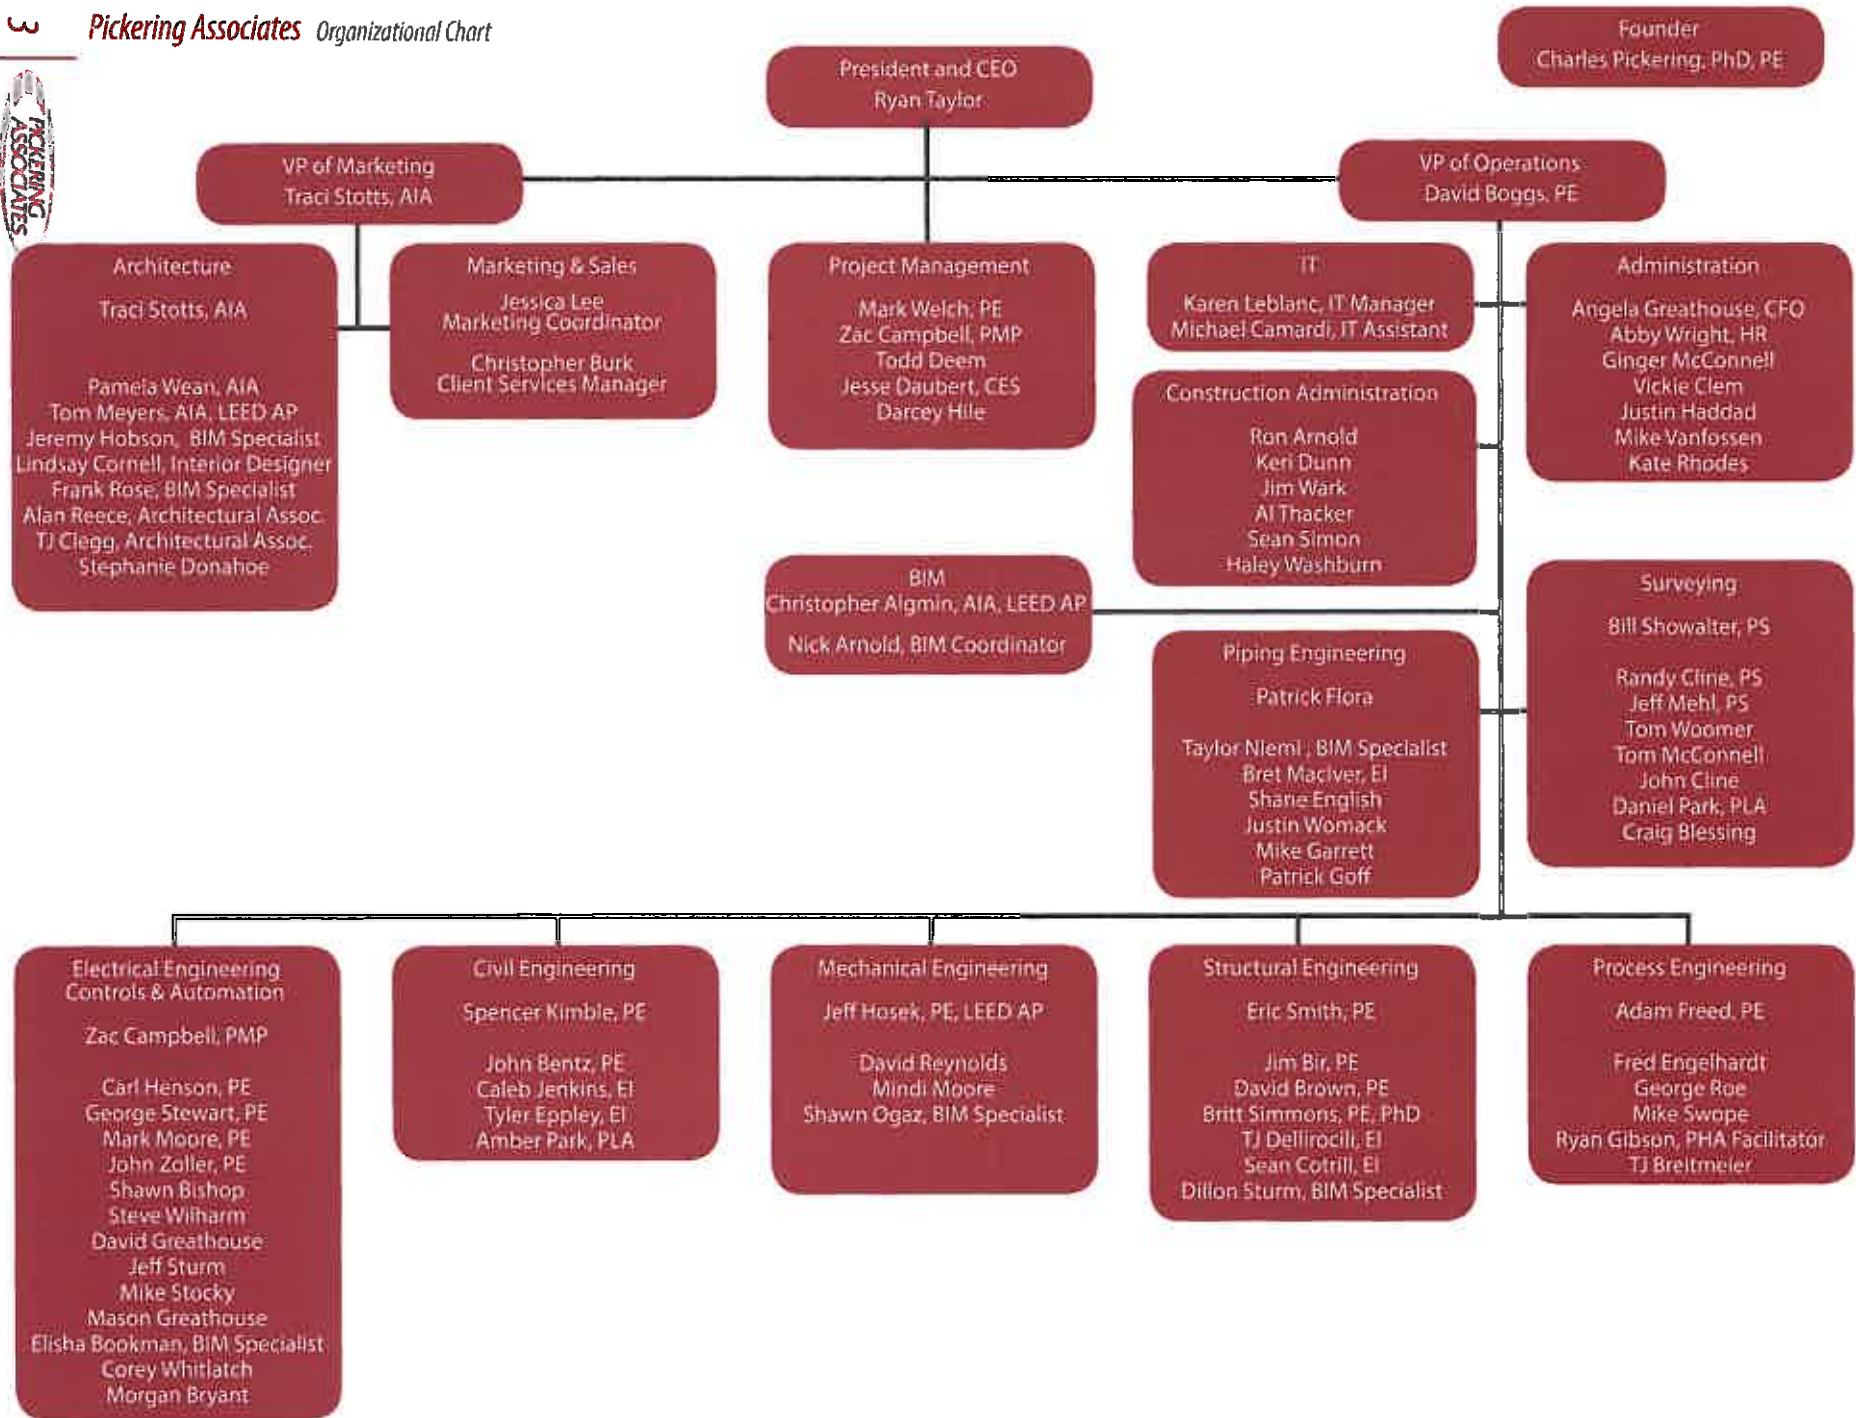 3
Pickering Associates Organizational Chart
PICKERING
ASSOCIATES
Founder
Charles Pickering, PhD, PE
President and CEO
Ryan Taylor
VP of Marketing
Traci Stotts, AIA
VP of Operations
David Boggs, PE
Architecture
Traci Stotts, AIA
Pamela Wean, AIA
Tom Meyers, AIA, LEED AP
Jeremy Hobson, BIM Specialist
Lindsay Cornell, Interior Designer
Frank Rose, BIM Specialist
Alan Reece, Architectural Assoc.
TJ Clegg, Architectural Assoc.
Stephanie Donahoe
Marketing & Sales
Jessica Lee
Marketing Coordinator
Christopher Burk
Client Services Manager
Project Management
Mark Welch, PE
Zac Campbell, PMP
Todd Deem
Jesse Daubert, CES
Darcey Hile
IT
Karen Leblanc, IT Manager
Michael Camardi, IT Assistant
Administration
Angela Greathouse, CFO
Abby Wright, HR
Ginger McConnell
Vickie Clem
Justin Haddad
Mike Vanfossen
Kate Rhodes
Construction Administration
Ron Arnold
Keri Dunn
Jim Wark
Al Thacker
Sean Simon
Haley Washburn
BIM
Christopher Algmin, AIA, LEED AP
Nick Arnold, BIM Coordinator
Surveying
Bill Showalter, PS
Randy Cline, PS
Jeff Mehl, PS
Tom Woomer
Tom McConnell
John Cline
Daniel Park, PLA
Craig Blessing
Piping Engineering
Patrick Flora
Taylor Niemi , BIM Specialist
Bret MacIver, EI
Shane English
Justin Womack
Mike Garrett
Patrick Goff
Electrical Engineering
Controls & Automation
Zac Campbell, PMP
Carl Henson, PE
George Stewart, PE
Mark Moore, PE
John Zoller, PE
Shawn Bishop
Steve Wilharm
David Greathouse
Jeff Sturm
Mike Stocky
Mason Greathouse
Elisha Bookman, BIM Specialist
Corey Whitlatch
Morgan Bryant
Civil Engineering
Spencer Kimble, PE
John Bentz, PE
Caleb Jenkins, EI
Tyler Eppley, EI
Amber Park, PLA
Mechanical Engineering
Jeff Hosek, PE, LEED AP
David Reynolds
Mindi Moore
Shawn Ogaz, BIM Specialist
Structural Engineering
Eric Smith, PE
Jim Bir, PE
David Brown, PE
Britt Simmons, PE, PhD
TJ Dellirocili, EI
Sean Cotrill, EI
Dillon Sturm, BIM Specialist
Process Engineering
Adam Freed, PE
Fred Engelhardt
George Roe
Mike Swope
Ryan Gibson, PHA Facilitator
TJ Breitmeier